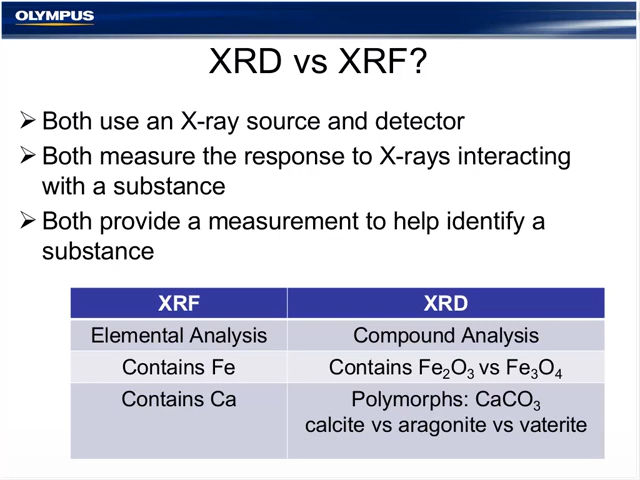 OLYMPUS
XRD vs XRF?
➢ Both use an X-ray source and detector
➢ Both measure the response to X-rays interacting
with a substance
➢ Both provide a measurement to help identify a
substance
XRF XRD
Elemental Analysis Compound Analysis
Contains Fe Contains Fe₂O₃ vs Fe₃O₄
Contains Ca Polymorphs: CaCO₃
calcite vs aragonite vs vaterite